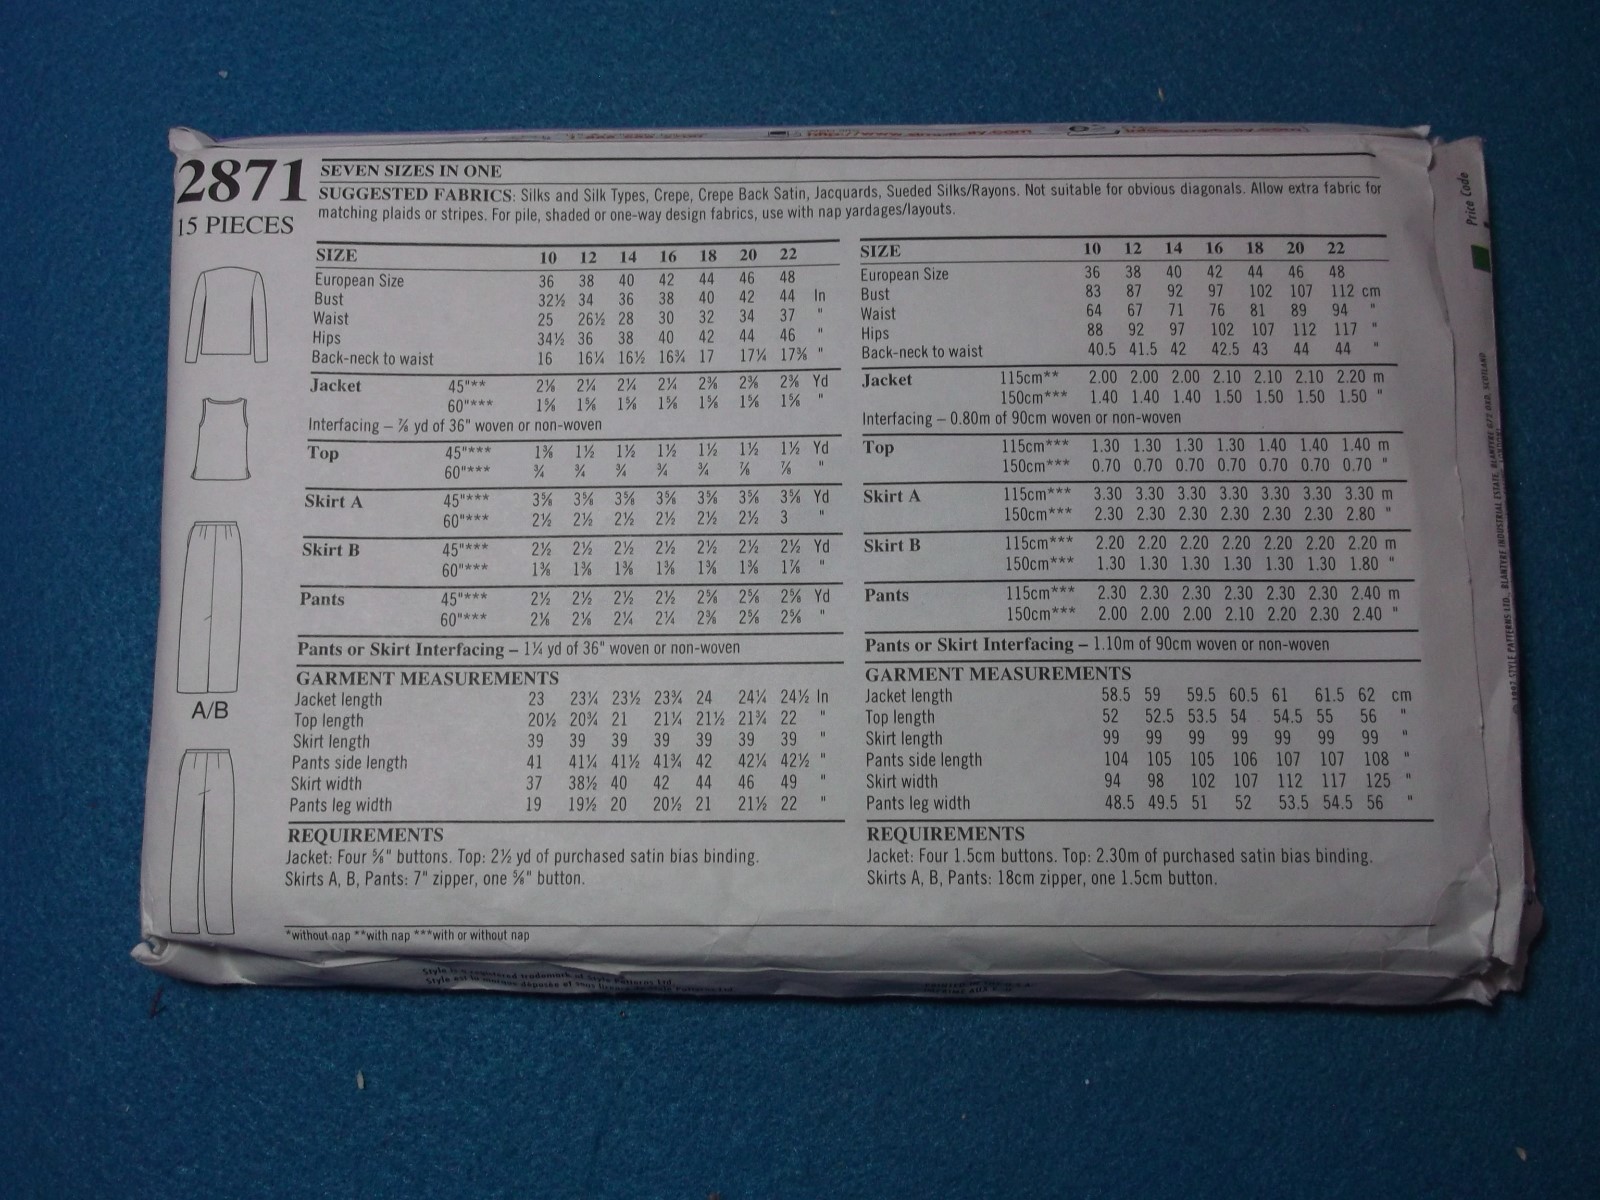 2871
15 PIECES
SEVEN SIZES IN ONE
SUGGESTED FABRICS: Silks and Silk Types, Crepe, Crepe Back Satin, Jacquards, Sueded Silks/Rayons. Not suitable for obvious diagonals. Allow extra fabric for
matching plaids or stripes. For pile, shaded or one-way design fabrics, use with nap yardages/layouts.
SIZE 10 12 14 16 18 20 22
European Size 36 38 40 42 44 46 48
Bust 32½ 34 36 38 40 42 44 In
Waist 25 26½ 28 30 32 34 37 "
Hips 34½ 36 38 40 42 44 46 "
Back-neck to waist 16 16¼ 16½ 16¾ 17 17¼ 17⅜ "
Jacket 45"** 2⅛ 2¼ 2¼ 2¼ 2⅜ 2⅜ 2⅜ Yd
60"*** 1⅝ 1⅝ 1⅝ 1⅝ 1⅝ 1⅝ 1⅝ "
Interfacing – ⅞ yd of 36" woven or non-woven
Top 45"*** 1⅜ 1½ 1½ 1½ 1½ 1½ 1½ Yd
60"*** ¾ ¾ ¾ ¾ ¾ ⅞ ⅞ "
Skirt A 45"*** 3⅝ 3⅝ 3⅝ 3⅝ 3⅝ 3⅝ 3⅝ Yd
60"*** 2½ 2½ 2½ 2½ 2½ 2½ 3 "
Skirt B 45"*** 2½ 2½ 2½ 2½ 2½ 2½ 2½ Yd
60"*** 1⅜ 1⅜ 1⅜ 1⅜ 1⅜ 1⅜ 1⅞ "
Pants 45"*** 2½ 2½ 2½ 2½ 2⅝ 2⅝ 2⅝ Yd
60"*** 2⅛ 2⅛ 2¼ 2¼ 2⅜ 2⅝ 2⅝ "
Pants or Skirt Interfacing – 1¼ yd of 36" woven or non-woven
GARMENT MEASUREMENTS
Jacket length 23 23¼ 23½ 23¾ 24 24¼ 24½ In
Top length 20½ 20¾ 21 21¼ 21½ 21¾ 22 "
Skirt length 39 39 39 39 39 39 39 "
Pants side length 41 41¼ 41½ 41¾ 42 42¼ 42½ "
Skirt width 37 38½ 40 42 44 46 49 "
Pants leg width 19 19½ 20 20½ 21 21½ 22 "
REQUIREMENTS
Jacket: Four ⅝" buttons. Top: 2½ yd of purchased satin bias binding.
Skirts A, B, Pants: 7" zipper, one ⅝" button.
*without nap **with nap ***with or without nap
SIZE 10 12 14 16 18 20 22
European Size 36 38 40 42 44 46 48
Bust 83 87 92 97 102 107 112 cm
Waist 64 67 71 76 81 89 94 "
Hips 88 92 97 102 107 112 117 "
Back-neck to waist 40.5 41.5 42 42.5 43 44 44 "
Jacket 115cm** 2.00 2.00 2.00 2.10 2.10 2.10 2.20 m
150cm*** 1.40 1.40 1.40 1.50 1.50 1.50 1.50 "
Interfacing – 0.80m of 90cm woven or non-woven
Top 115cm*** 1.30 1.30 1.30 1.30 1.40 1.40 1.40 m
150cm*** 0.70 0.70 0.70 0.70 0.70 0.70 0.70 "
Skirt A 115cm*** 3.30 3.30 3.30 3.30 3.30 3.30 3.30 m
150cm*** 2.30 2.30 2.30 2.30 2.30 2.30 2.80 "
Skirt B 115cm*** 2.20 2.20 2.20 2.20 2.20 2.20 2.20 m
150cm*** 1.30 1.30 1.30 1.30 1.30 1.30 1.80 "
Pants 115cm*** 2.30 2.30 2.30 2.30 2.30 2.30 2.40 m
150cm*** 2.00 2.00 2.00 2.10 2.20 2.30 2.40 "
Pants or Skirt Interfacing – 1.10m of 90cm woven or non-woven
GARMENT MEASUREMENTS
Jacket length 58.5 59 59.5 60.5 61 61.5 62 cm
Top length 52 52.5 53.5 54 54.5 55 56 "
Skirt length 99 99 99 99 99 99 99 "
Pants side length 104 105 105 106 107 107 108 "
Skirt width 94 98 102 107 112 117 125 "
Pants leg width 48.5 49.5 51 52 53.5 54.5 56 "
REQUIREMENTS
Jacket: Four 1.5cm buttons. Top: 2.30m of purchased satin bias binding.
Skirts A, B, Pants: 18cm zipper, one 1.5cm button.
A/B
Price Code
STYLE PATTERNS LTD., BLANTYRE INDUSTRIAL ESTATE, BLANTYRE G72 0XD, SCOTLAND
Style is a registered trademark of Style Patterns Ltd.
Style est la marque déposée et sous licence de Style Patterns Ltd.